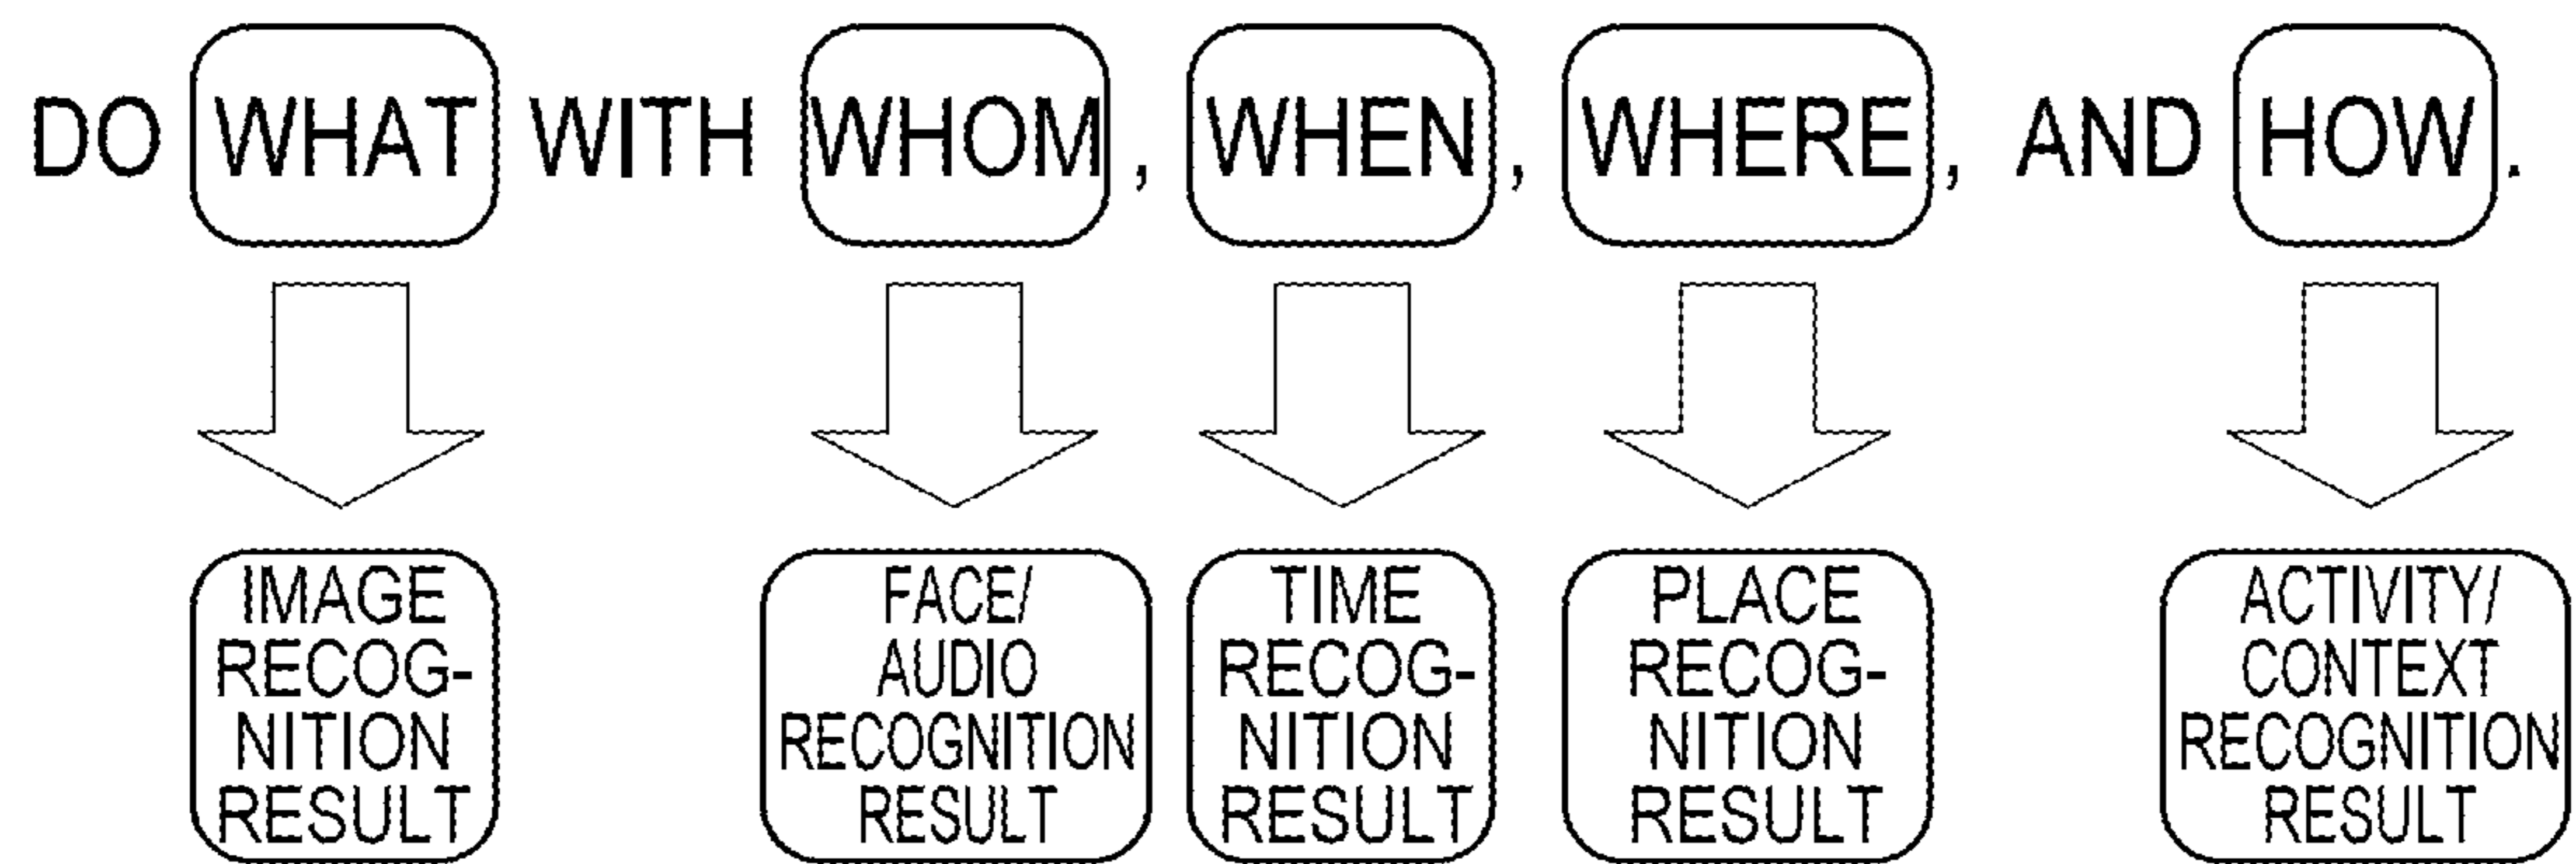 DO WHAT WITH WHOM, WHEN, WHERE, AND HOW.
IMAGE
RECOG-
NITION
RESULT
FACE/
AUDIO
RECOGNITION
RESULT
TIME
RECOG-
NITION
RESULT
PLACE
RECOG-
NITION
RESULT
ACTIVITY/
CONTEXT
RECOGNITION
RESULT